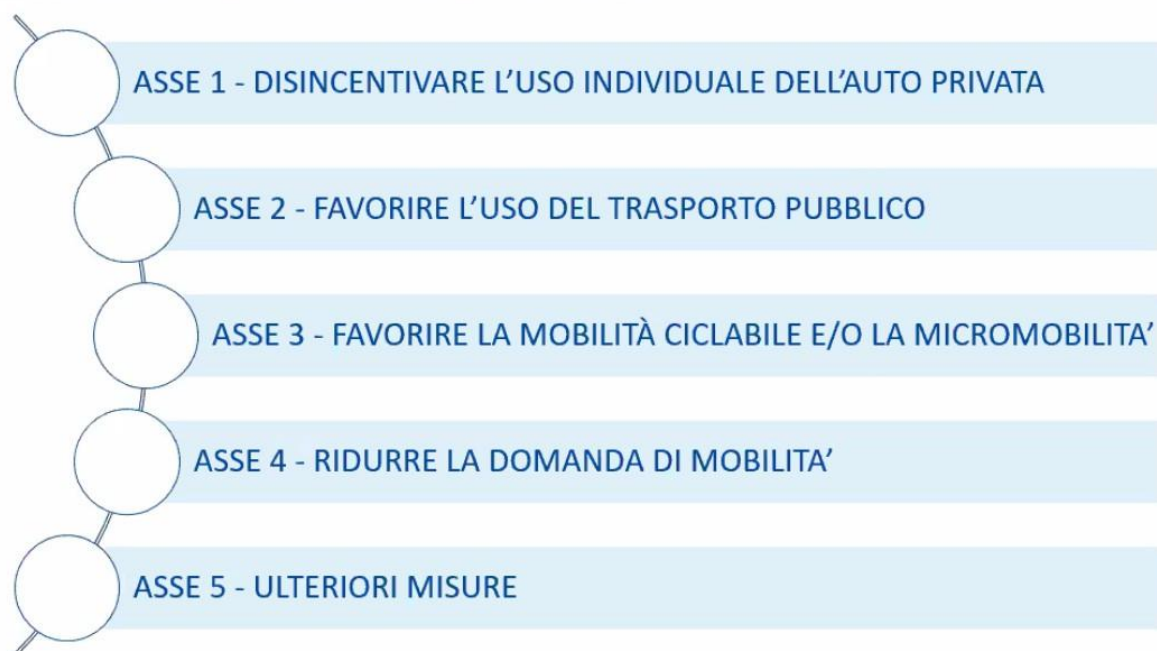 ASSE 1 - DISINCENTIVARE L’USO INDIVIDUALE DELL’AUTO PRIVATA
ASSE 2 - FAVORIRE L’USO DEL TRASPORTO PUBBLICO
ASSE 3 - FAVORIRE LA MOBILITÀ CICLABILE E/O LA MICROMOBILITA’
ASSE 4 - RIDURRE LA DOMANDA DI MOBILITA’
ASSE 5 - ULTERIORI MISURE